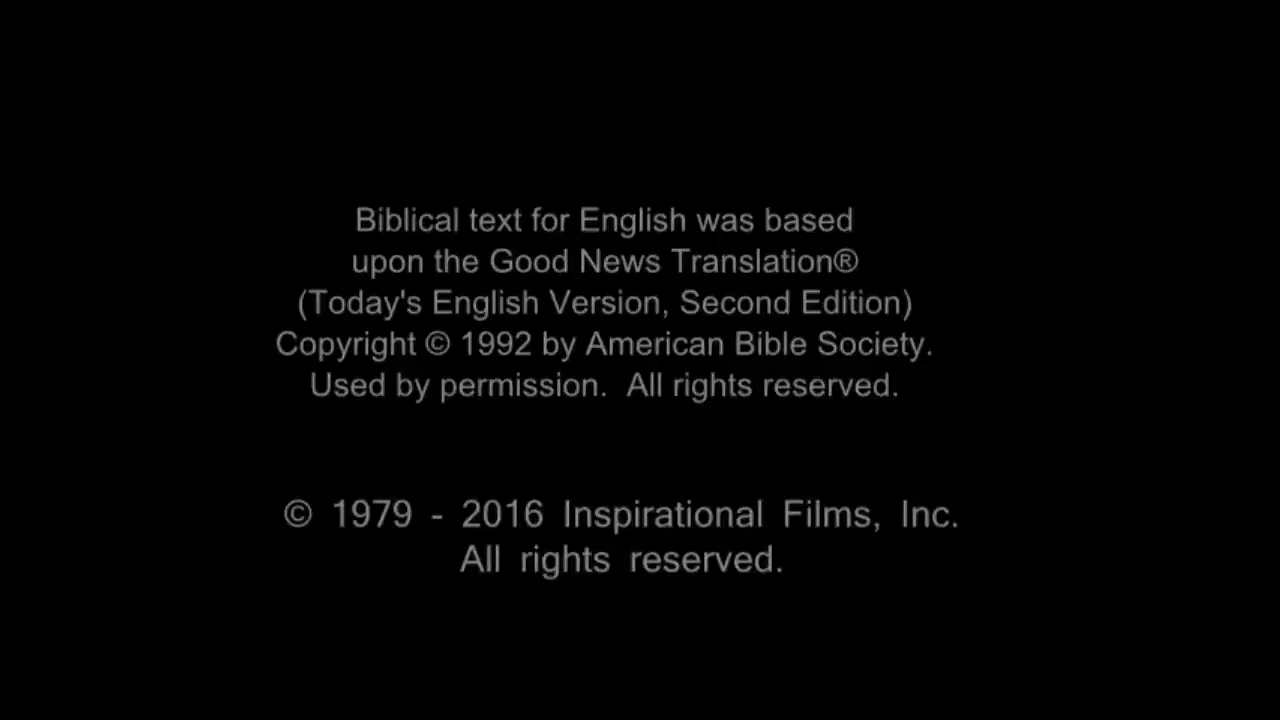 Biblical text for English was based
upon the Good News Translation®
(Today's English Version, Second Edition)
Copyright © 1992 by American Bible Society.
Used by permission. All rights reserved.
© 1979 - 2016 Inspirational Films, Inc.
All rights reserved.